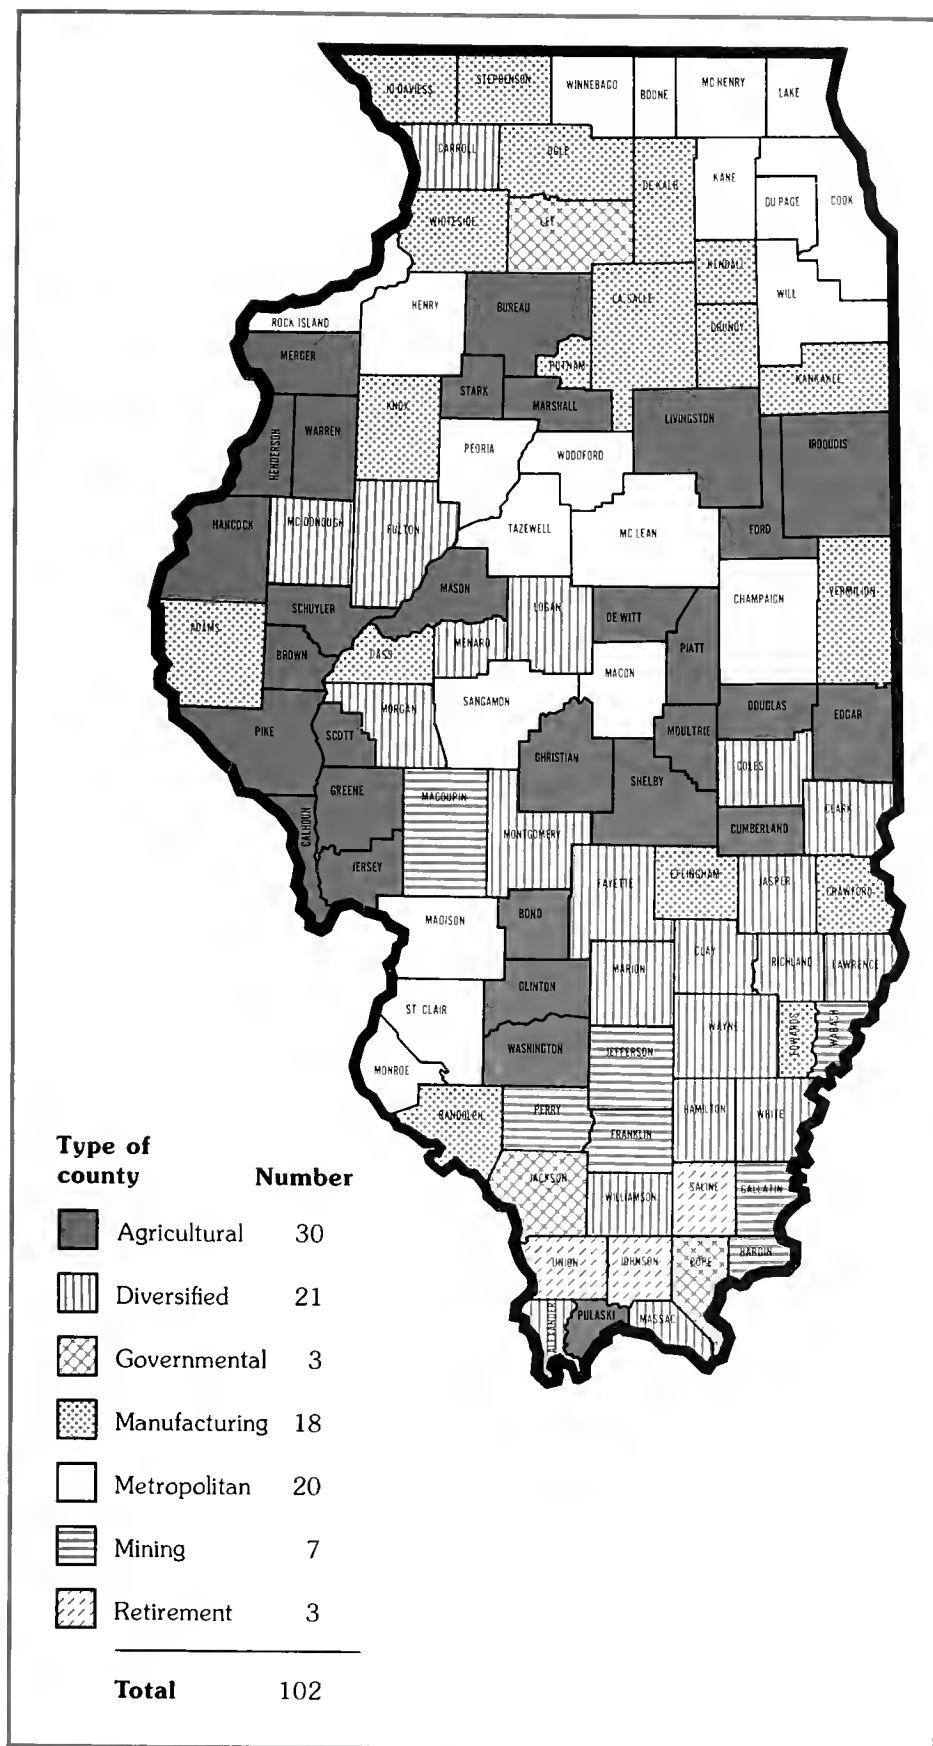 JO DAVIESS
STEPHENSON
WINNEBAGO
BOONE
MC HENRY
LAKE
CARROLL
OGLE
DE KALB
KANE
DU PAGE
COOK
WHITESIDE
LEE
KENDALL
WILL
ROCK ISLAND
HENRY
BUREAU
LA SALLE
GRUNDY
MERCER
PUTNAM
KANKAKEE
STARK
MARSHALL
KNOX
LIVINGSTON
IROQUOIS
HENDERSON
WARREN
PEORIA
WOODFORD
HANCOCK
MC DONOUGH
FULTON
TAZEWELL
MC LEAN
FORD
SCHUYLER
MASON
LOGAN
DE WITT
CHAMPAIGN
VERMILION
ADAMS
BROWN
CASS
MENARD
PIATT
MACON
PIKE
SCOTT
MORGAN
SANGAMON
MOULTRIE
DOUGLAS
EDGAR
CHRISTIAN
SHELBY
COLES
GREENE
MACOUPIN
MONTGOMERY
CUMBERLAND
CLARK
CALHOUN
JERSEY
FAYETTE
EFFINGHAM
JASPER
CRAWFORD
MADISON
BOND
MARION
CLAY
RICHLAND
LAWRENCE
CLINTON
ST CLAIR
WASHINGTON
JEFFERSON
WAYNE
EDWARDS
WABASH
MONROE
RANDOLPH
PERRY
FRANKLIN
HAMILTON
WHITE
JACKSON
WILLIAMSON
SALINE
GALLATIN
UNION
JOHNSON
POPE
HARDIN
ALEXANDER
PULASKI
MASSAC
Type of
county Number
Agricultural 30
Diversified 21
Governmental 3
Manufacturing 18
Metropolitan 20
Mining 7
Retirement 3
Total 102